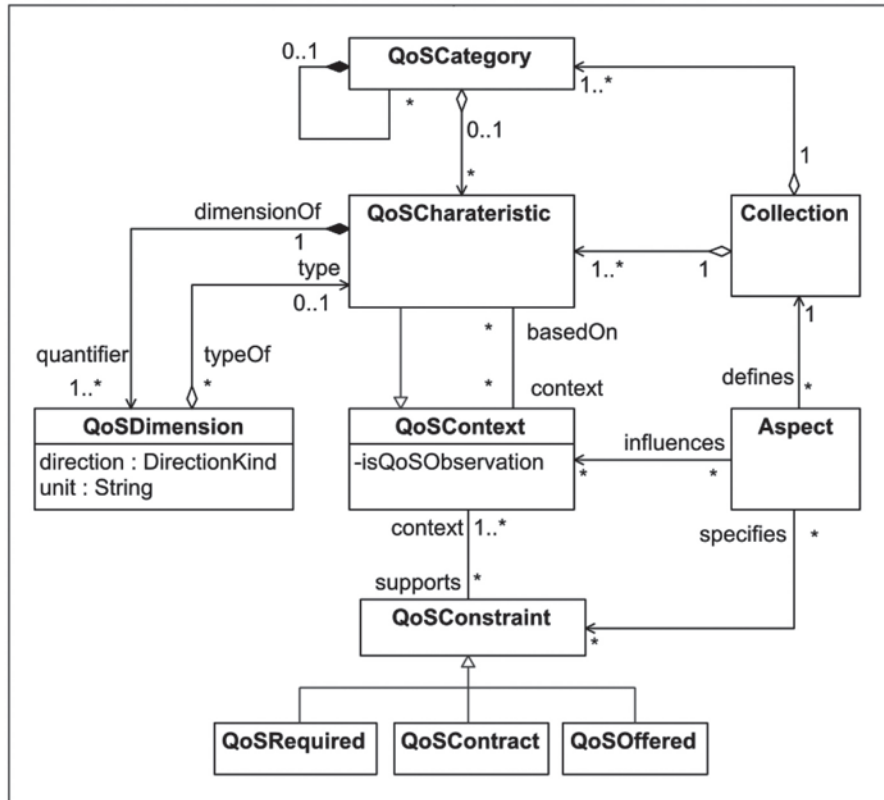 0..1
QoSCategory
*
1..*
0..1
1
*
dimensionOf
QoSCharateristic
Collection
1
type
1..*
1
0..1
1
*
basedOn
quantifier
typeOf
defines
1..*
*
*
context
*
QoSDimension
QoSContext
influences
Aspect
direction : DirectionKind
-isQoSObservation
*
*
unit : String
context
1..*
specifies
*
supports
*
QoSConstraint
*
QoSRequired
QoSContract
QoSOffered